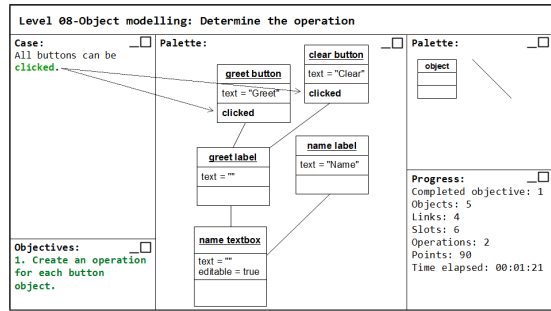 Level 08-Object modelling: Determine the operation
Case:
All buttons can be
clicked.
Objectives:
1. Create an operation
for each button
object.
Palette:
greet button
text = "Greet"
clicked
clear button
text = "Clear"
clicked
greet label
text = ""
name label
text = "Name"
name textbox
text = ""
editable = true
Palette:
object
Progress:
Completed objective: 1
Objects: 5
Links: 4
Slots: 6
Operations: 2
Points: 90
Time elapsed: 00:01:21